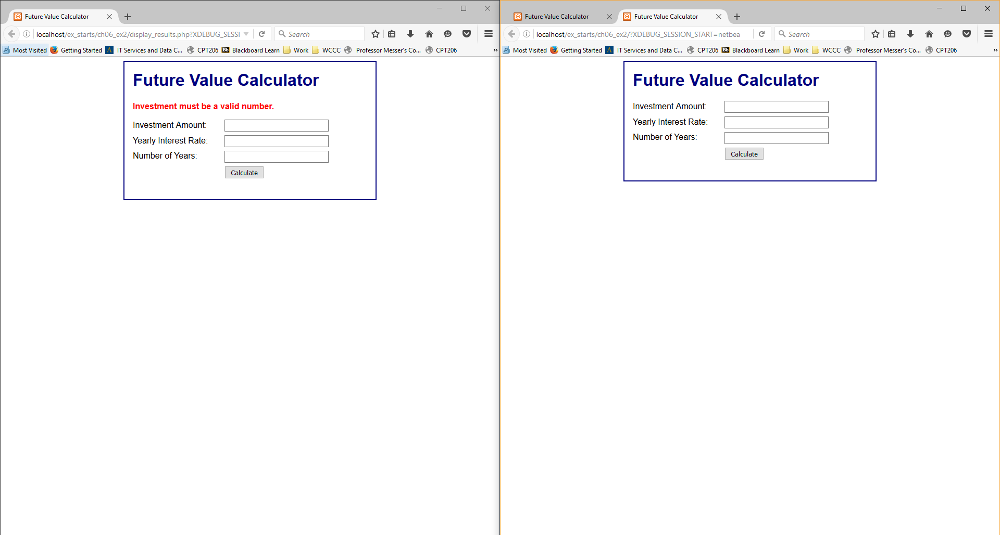 Future Value Calculator
localhost/ex_starts/ch06_ex2/display_results.php?XDEBUG_SESSI
Search
Most Visited Getting Started IT Services and Data C... CPT206 Bb Blackboard Learn Work WCCC Professor Messer's Co... CPT206 »
Future Value Calculator
Investment must be a valid number.
Investment Amount:
Yearly Interest Rate:
Number of Years:
Calculate
Future Value Calculator Future Value Calculator
localhost/ex_starts/ch06_ex2/?XDEBUG_SESSION_START=netbea
Search
Most Visited Getting Started IT Services and Data C... CPT206 Bb Blackboard Learn Work WCCC Professor Messer's Co... CPT206 »
Future Value Calculator
Investment Amount:
Yearly Interest Rate:
Number of Years:
Calculate